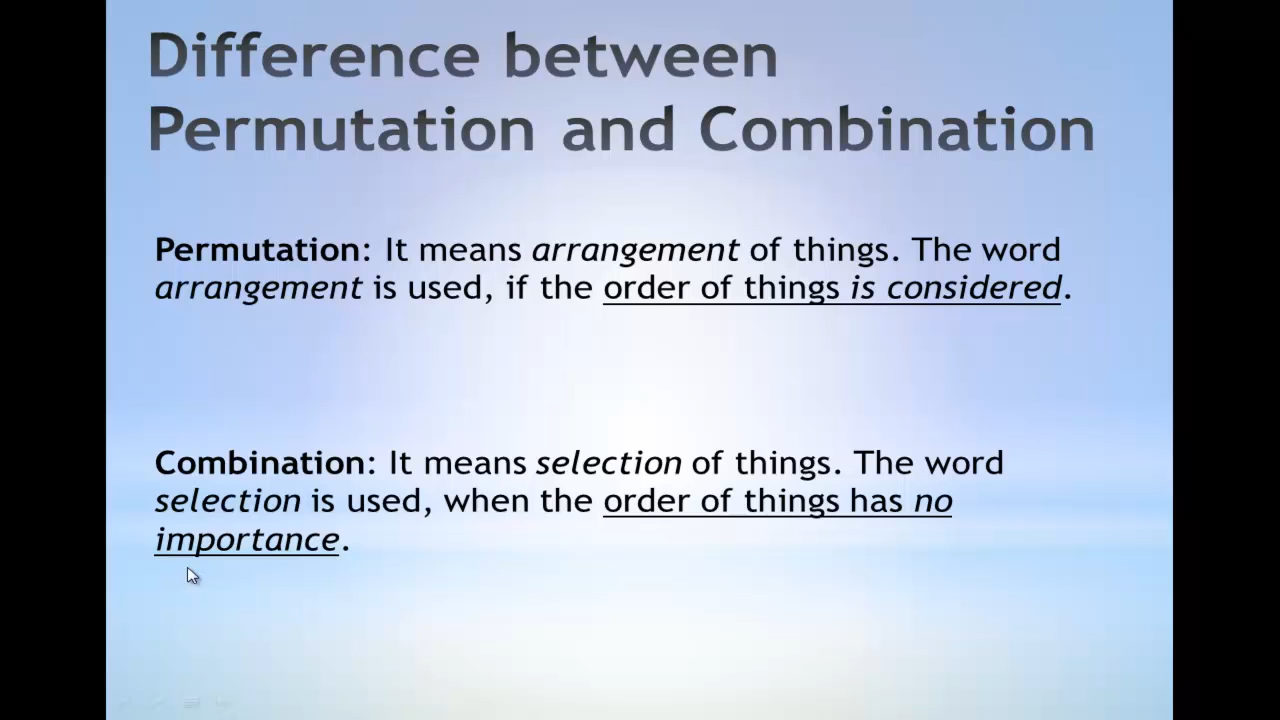 Difference between
Permutation and Combination
Permutation: It means arrangement of things. The word
arrangement is used, if the order of things is considered.
Combination: It means selection of things. The word
selection is used, when the order of things has no
importance.